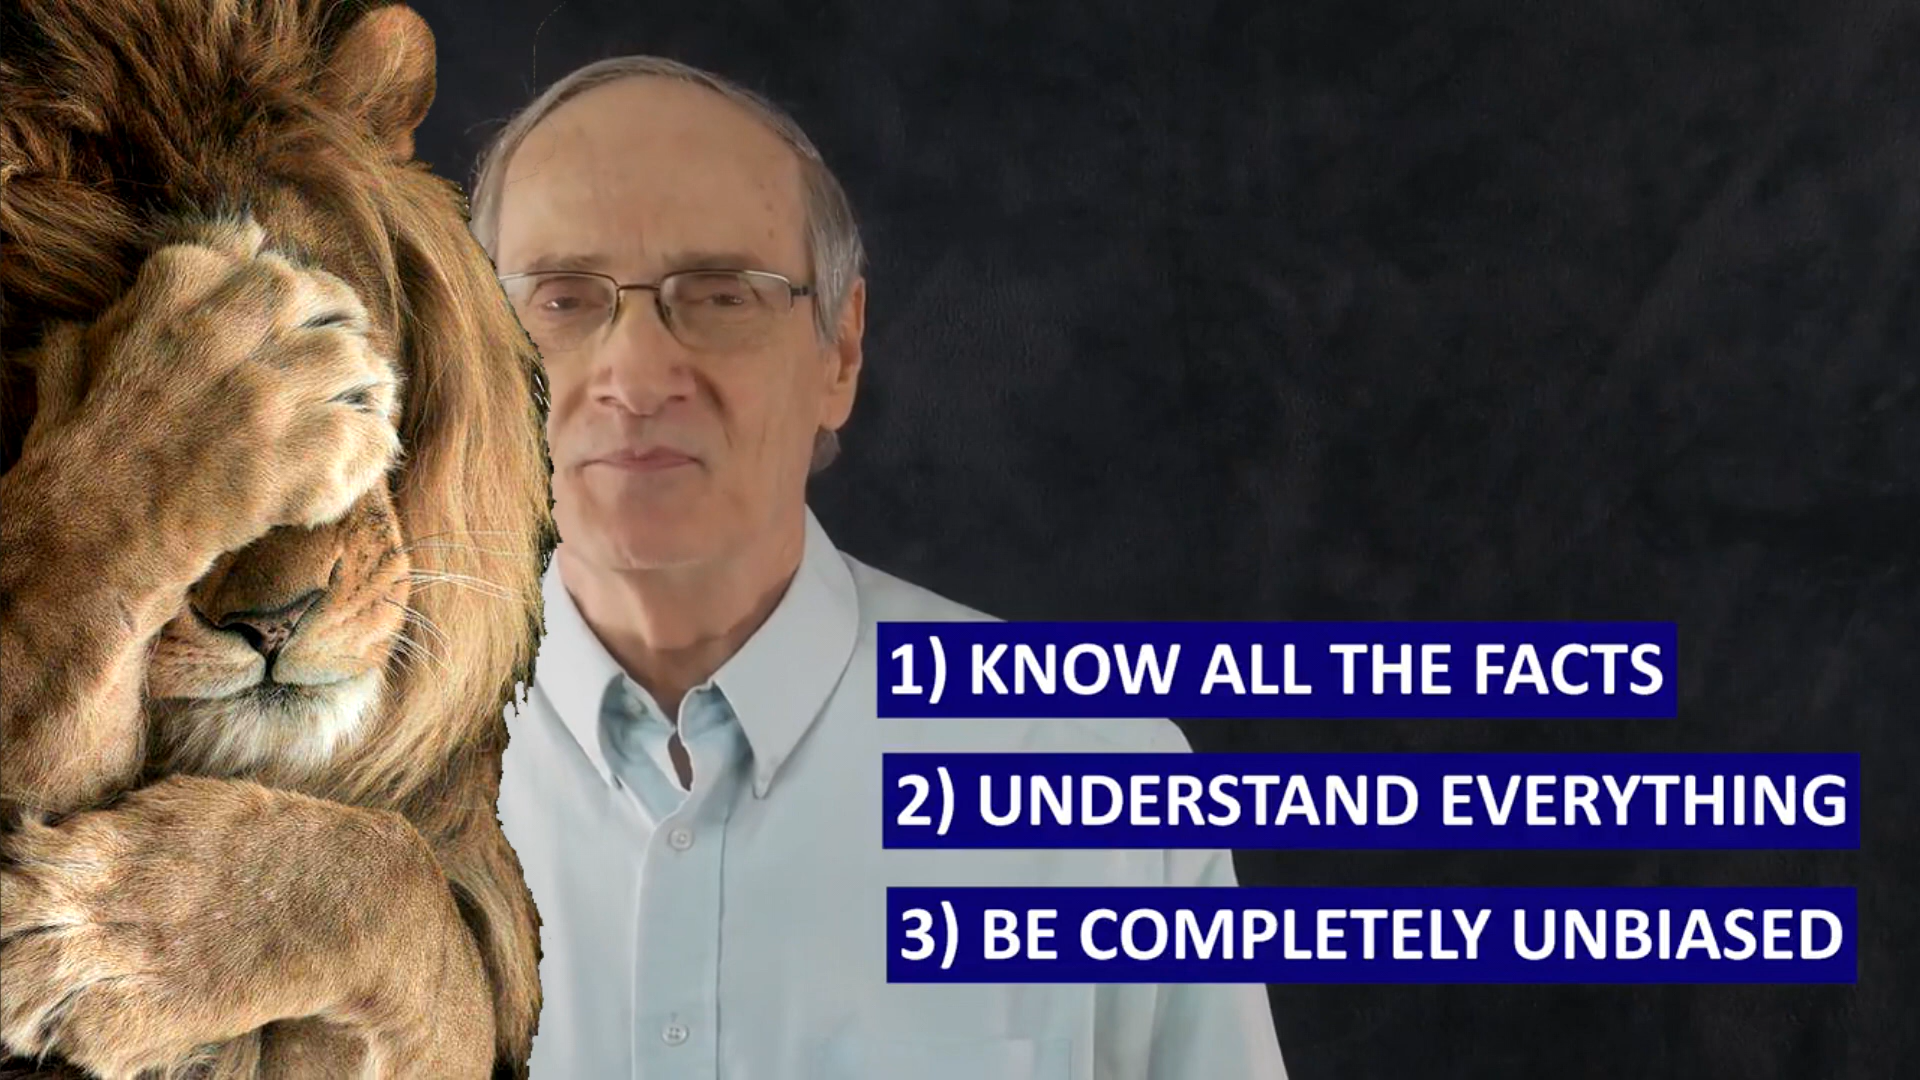 1) KNOW ALL THE FACTS
2) UNDERSTAND EVERYTHING
3) BE COMPLETELY UNBIASED